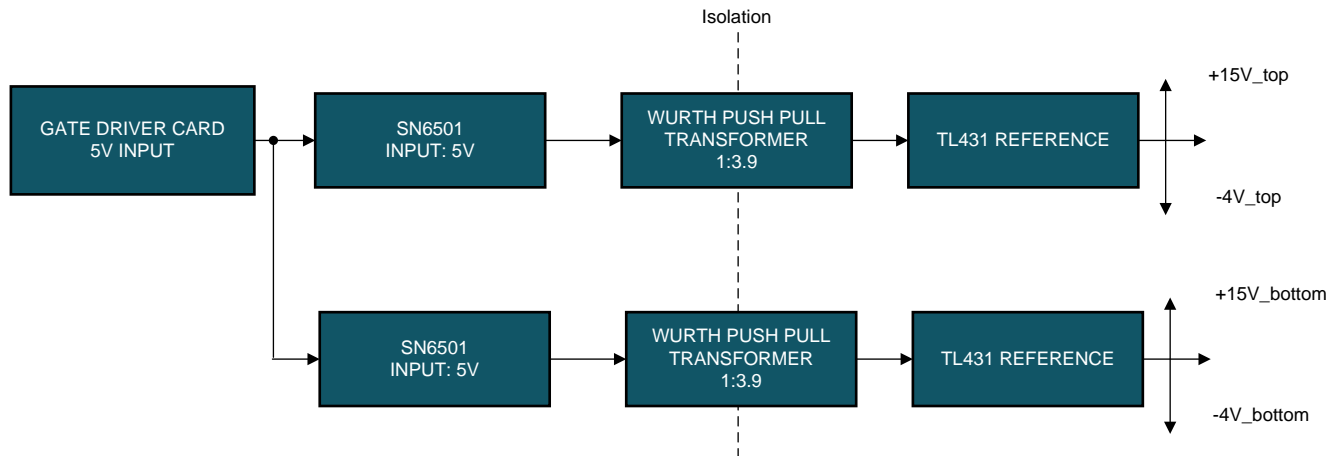 Isolation
GATE DRIVER CARD
5V INPUT
SN6501
INPUT: 5V
WURTH PUSH PULL
TRANSFORMER
1:3.9
TL431 REFERENCE
+15V_top
-4V_top
SN6501
INPUT: 5V
WURTH PUSH PULL
TRANSFORMER
1:3.9
TL431 REFERENCE
+15V_bottom
-4V_bottom